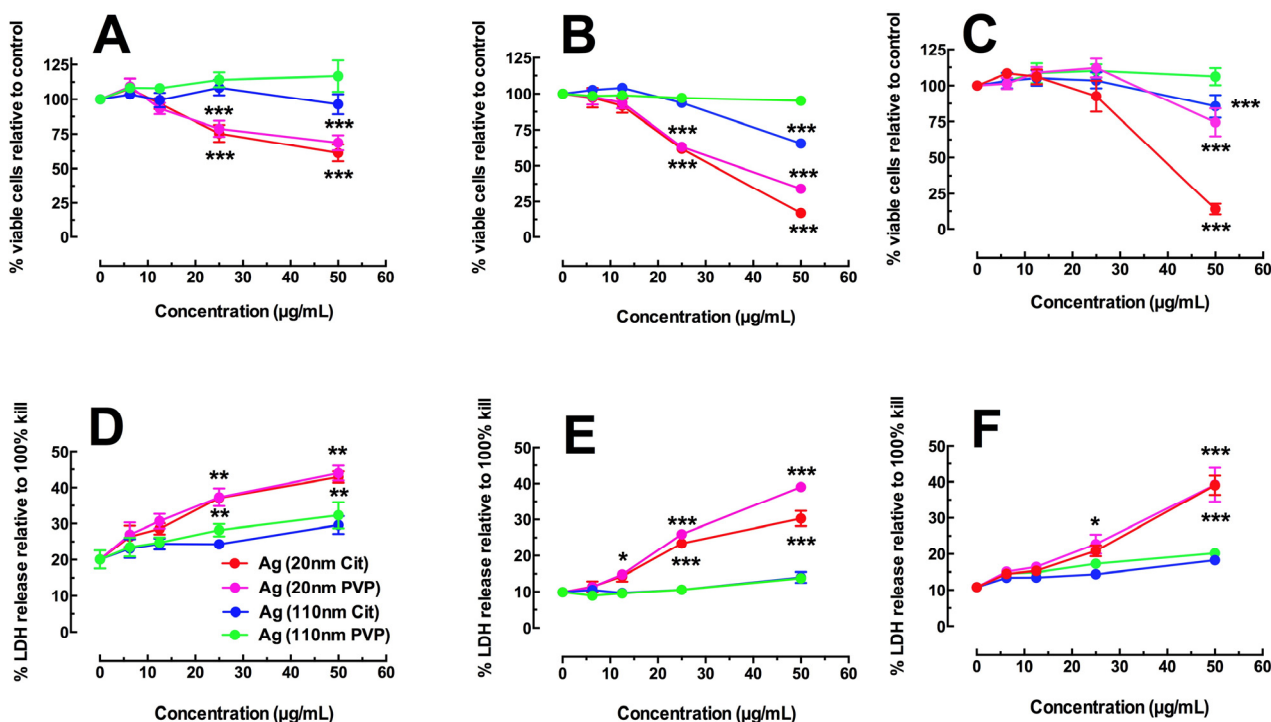 A
% viable cells relative to control
125
100
75
50
25
0
***
***
***
***
0 10 20 30 40 50 60
Concentration (µg/mL)
B
% viable cells relative to control
125
100
75
50
25
0
***
***
***
***
***
0 10 20 30 40 50 60
Concentration (µg/mL)
C
% viable cells relative to control
125
100
75
50
25
0
***
***
***
0 10 20 30 40 50 60
Concentration (µg/mL)
D
% LDH release relative to 100% kill
50
40
30
20
10
0
**
**
**
**
Ag (20nm Cit)
Ag (20nm PVP)
Ag (110nm Cit)
Ag (110nm PVP)
0 10 20 30 40 50 60
Concentration (µg/mL)
E
% LDH release relative to 100% kill
50
40
30
20
10
0
*
***
***
***
***
0 10 20 30 40 50 60
Concentration (µg/mL)
F
% LDH release relative to 100% kill
50
40
30
20
10
0
*
***
***
0 10 20 30 40 50 60
Concentration (µg/mL)